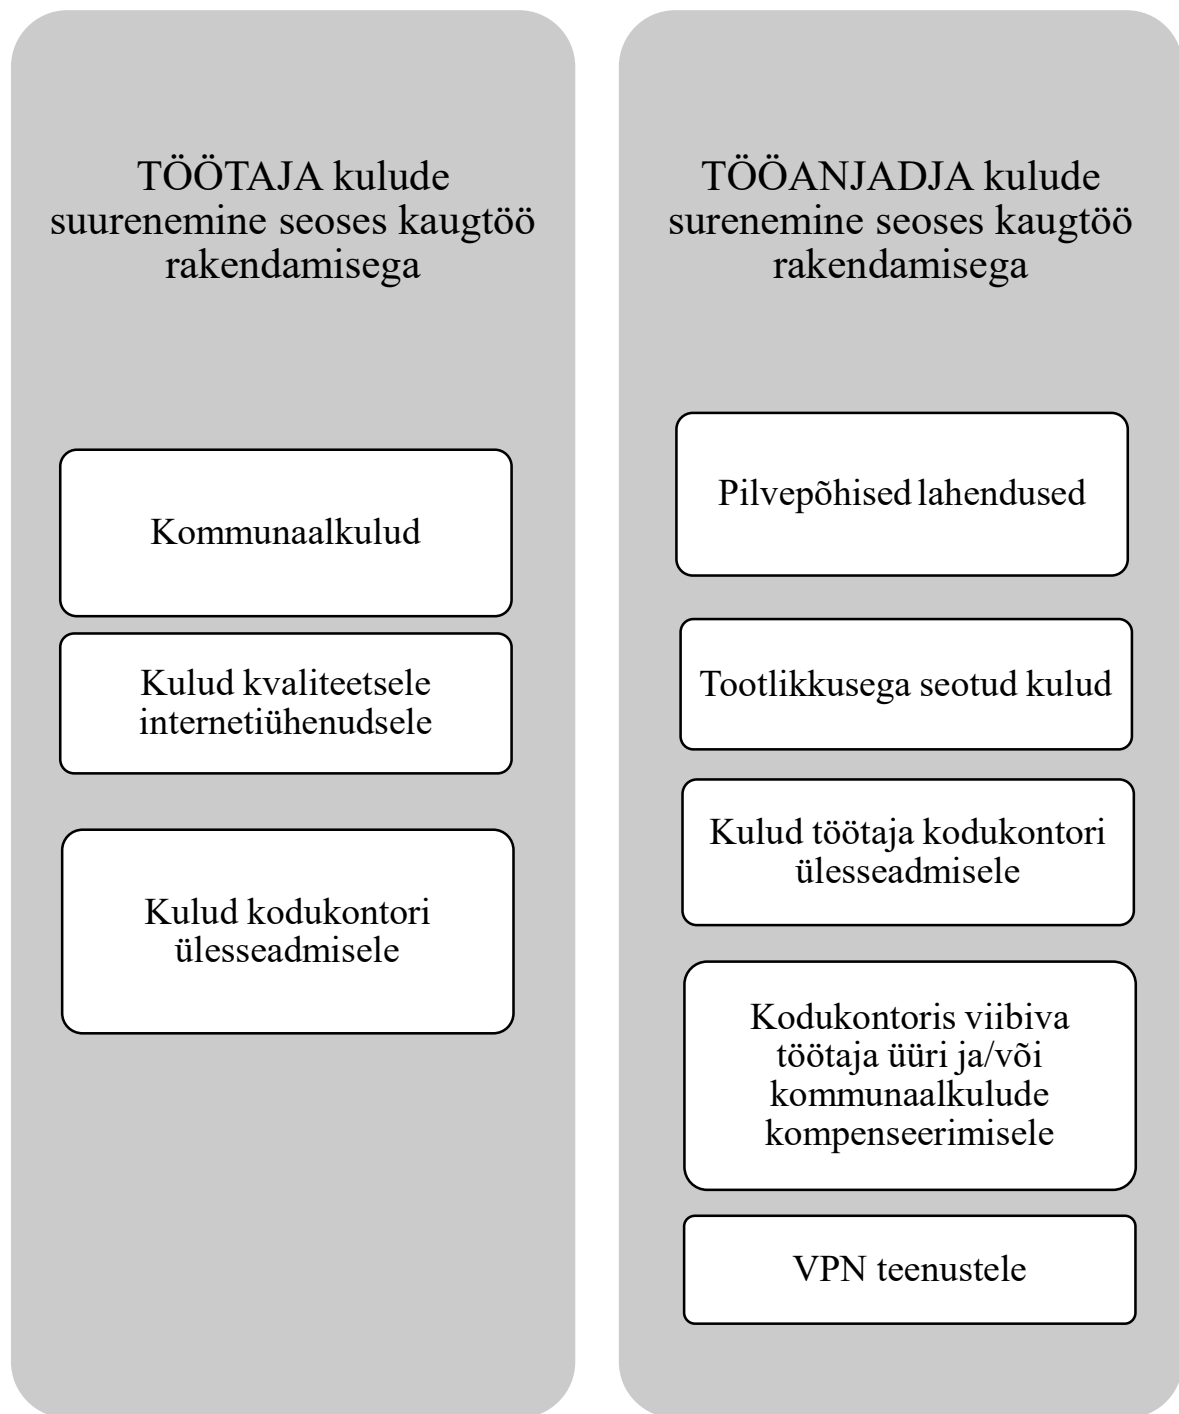 TÖÖTAJA kulude
suurenemine seoses kaugtöö
rakendamisega
Kommunaalkulud
Kulud kvaliteetsele
internetiühenudsele
Kulud kodukontori
ülesseadmisele
TÖÖANJADJA kulude
surenemine seoses kaugtöö
rakendamisega
Pilvepõhised lahendused
Tootlikkusega seotud kulud
Kulud töötaja kodukontori
ülesseadmisele
Kodukontoris viibiva
töötaja üüri ja/või
kommunaalkulude
kompenseerimisele
VPN teenustele